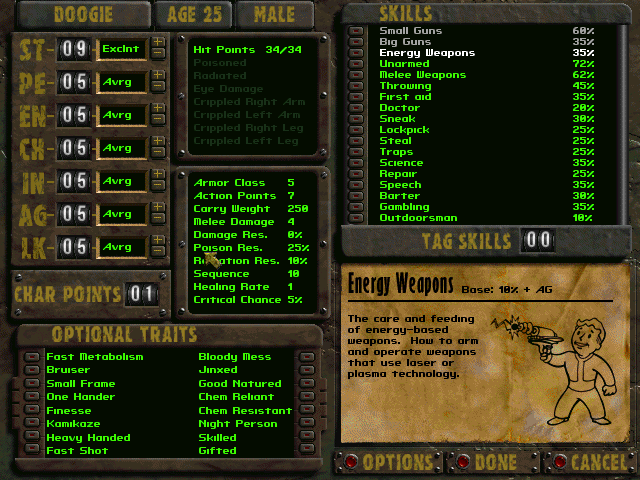 DOOGIE AGE 25 MALE
ST 09 ExclInt
PE 05 Avrg
EN 05 Avrg
CH 05 Avrg
IN 05 Avrg
AG 05 Avrg
LK 05 Avrg
CHAR POINTS 01
Hit Points 34/34
Poisoned
Radiated
Eye Damage
Crippled Right Arm
Crippled Left Arm
Crippled Right Leg
Crippled Left Leg
Armor Class 5
Action Points 7
Carry Weight 250
Melee Damage 4
Damage Res. 0%
Poison Res. 25%
Radiation Res. 10%
Sequence 10
Healing Rate 1
Critical Chance 5%
OPTIONAL TRAITS
Fast Metabolism Bloody Mess
Bruiser Jinxed
Small Frame Good Natured
One Hander Chem Reliant
Finesse Chem Resistant
Kamikaze Night Person
Heavy Handed Skilled
Fast Shot Gifted
SKILLS
Small Guns 60%
Big Guns 35%
Energy Weapons 35%
Unarmed 72%
Melee Weapons 62%
Throwing 45%
First aid 35%
Doctor 20%
Sneak 30%
Lockpick 25%
Steal 25%
Traps 25%
Science 35%
Repair 25%
Speech 35%
Barter 30%
Gambling 35%
Outdoorsman 10%
TAG SKILLS 00
Energy Weapons Base: 10% + AG
The care and feeding
of energy-based
weapons. How to arm
and operate weapons
that use laser or
plasma technology.
OPTIONS DONE CANCEL